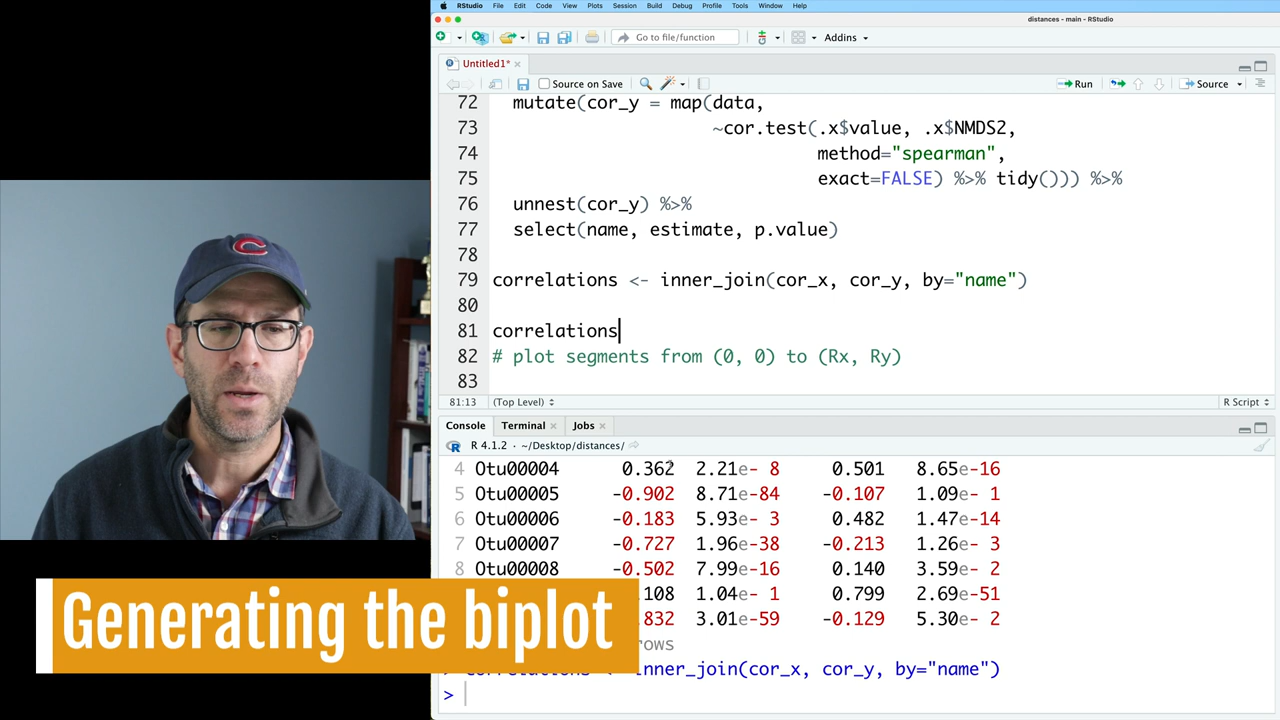 RStudio File Edit Code View Plots Session Build Debug Profile Tools Window Help
distances - main - RStudio
Go to file/function Addins
Untitled1* ×
Source on Save Run Source
72 mutate(cor_y = map(data,
73 ~cor.test(.x$value, .x$NMDS2,
74 method="spearman",
75 exact=FALSE) %>% tidy())) %>%
76 unnest(cor_y) %>%
77 select(name, estimate, p.value)
78
79 correlations <- inner_join(cor_x, cor_y, by="name")
80
81 correlations
82 # plot segments from (0, 0) to (Rx, Ry)
83
81:13 (Top Level) R Script
Console Terminal × Jobs ×
R 4.1.2 · ~/Desktop/distances/
4 Otu00004 0.362 2.21e- 8 0.501 8.65e-16
5 Otu00005 -0.902 8.71e-84 -0.107 1.09e- 1
6 Otu00006 -0.183 5.93e- 3 0.482 1.47e-14
7 Otu00007 -0.727 1.96e-38 -0.213 1.26e- 3
8 Otu00008 -0.502 7.99e-16 0.140 3.59e- 2
.108 1.04e- 1 0.799 2.69e-51
.832 3.01e-59 -0.129 5.30e- 2
rows
inner_join(cor_x, cor_y, by="name")
>
Generating the biplot
C